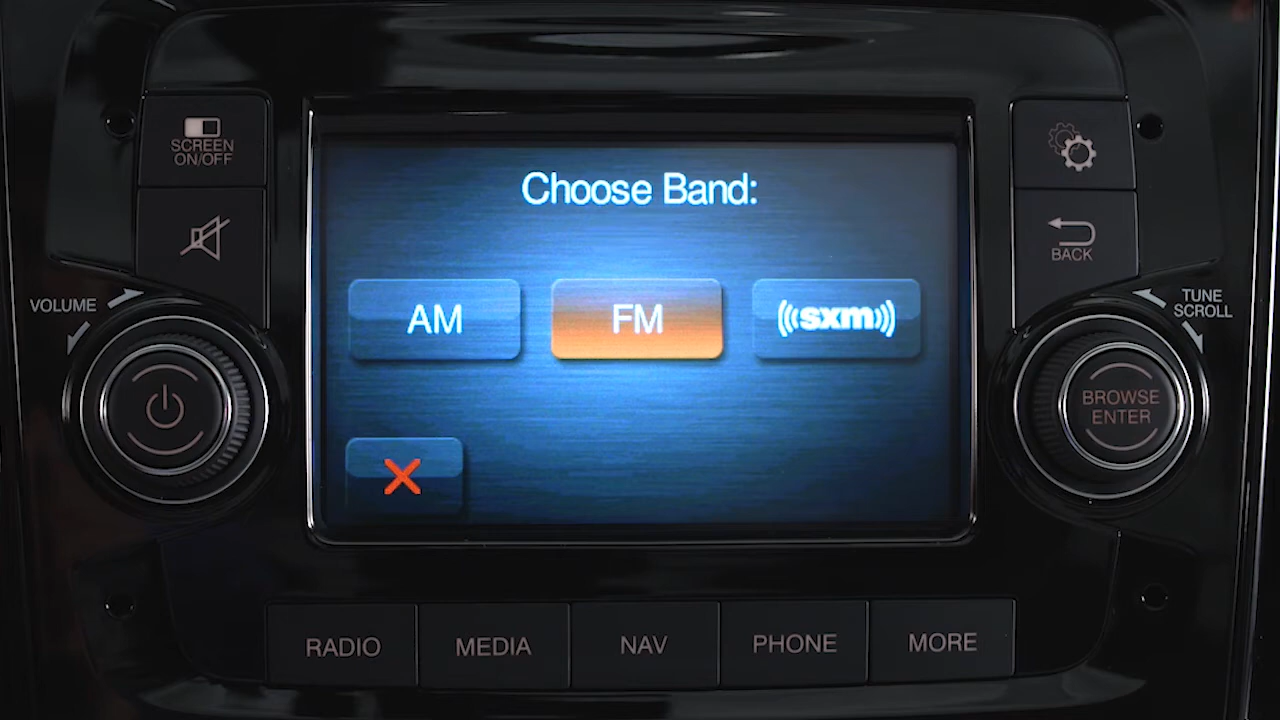 SCREEN
ON/OFF
Choose Band:
BACK
VOLUME
TUNE
SCROLL
AM
FM
((sxm))
BROWSE
ENTER
RADIO
MEDIA
NAV
PHONE
MORE